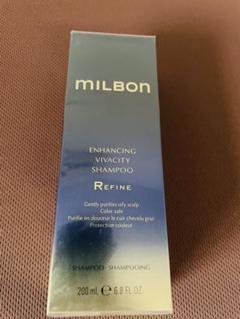 MILBON
ENHANCING
VIVACITY
SHAMPOO
REFINE
Gently purifies oily scalp
Color safe
Purifie en douceur le cuir chevelu gras
Protection couleur
SHAMPOO · SHAMPOOING
200 mL ℮ 6.8 FL.OZ.